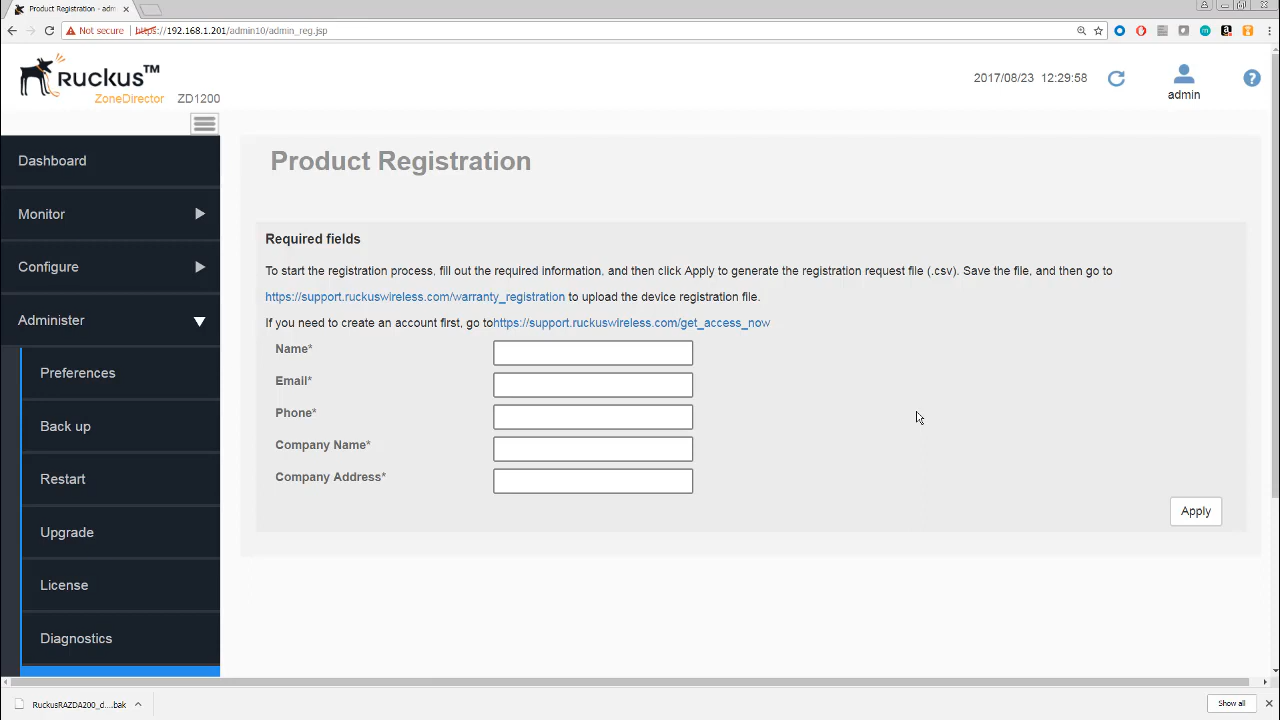 Product Registration - adm
Not secure https://192.168.1.201/admin10/admin_reg.jsp
RUCKUS™
ZoneDirector ZD1200
2017/08/23 12:29:58
admin
Dashboard
Monitor
Configure
Administer
Preferences
Back up
Restart
Upgrade
License
Diagnostics
Product Registration
Required fields
To start the registration process, fill out the required information, and then click Apply to generate the registration request file (.csv). Save the file, and then go to
https://support.ruckuswireless.com/warranty_registration to upload the device registration file.
If you need to create an account first, go tohttps://support.ruckuswireless.com/get_access_now
Name*
Email*
Phone*
Company Name*
Company Address*
Apply
RuckusRAZDA200_d....bak
Show all